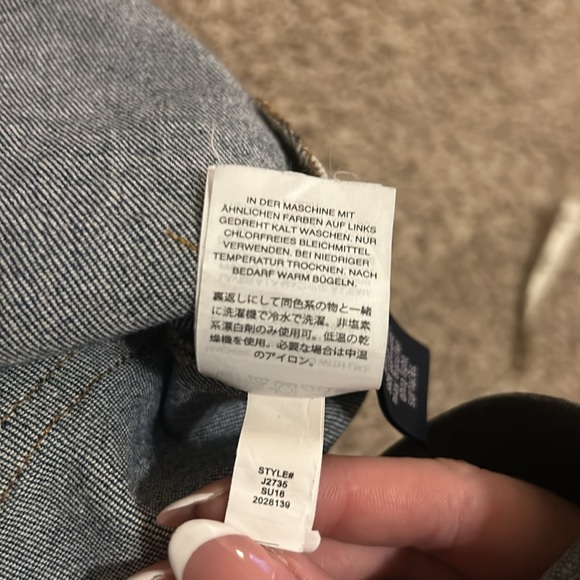 IN DER MASCHINE MIT
ÄHNLICHEN FARBEN AUF LINKS
GEDREHT KALT WASCHEN. NUR
CHLORFREIES BLEICHMITTEL
VERWENDEN. BEI NIEDRIGER
TEMPERATUR TROCKNEN. NACH
BEDARF WARM BÜGELN.
裏返しにして同色系の物と一緒
に洗濯機で冷水で洗濯。非塩素
系漂白剤のみ使用可。低温の乾
燥機を使用。必要な場合は中温
のアイロン。
STYLE#
J2735
SU18
2028139